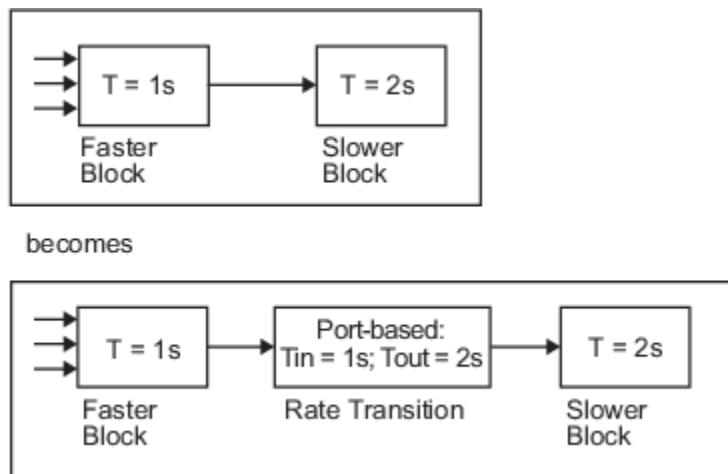 T = 1s
T = 2s
Faster
Block
Slower
Block
becomes
T = 1s
Port-based:
Tin = 1s; Tout = 2s
T = 2s
Faster
Block
Rate Transition
Slower
Block